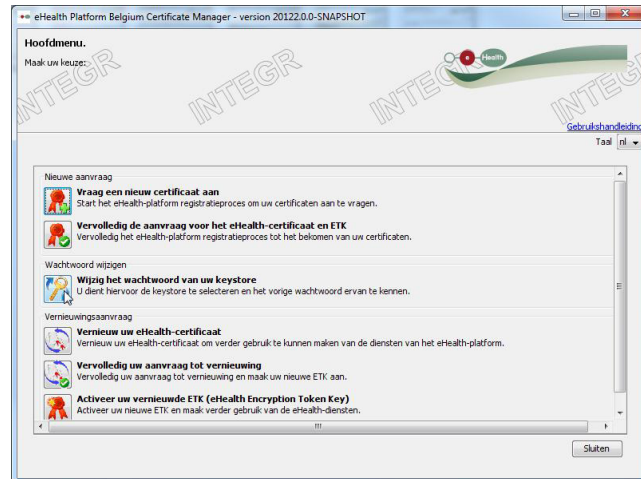 eHealth Platform Belgium Certificate Manager - version 20122.0.0-SNAPSHOT
Hoofdmenu.
Maak uw keuze:
Health
INTEGR INTEGR INTEGR INTEGR
Gebruikshandleiding
Taal nl
Nieuwe aanvraag
Vraag een nieuw certificaat aan
Start het eHealth-platform registratieproces om uw certificaten aan te vragen.
Vervolledig de aanvraag voor het eHealth-certificaat en ETK
Vervolledig het eHealth-platform registratieproces tot het bekomen van uw certificaten.
Wachtwoord wijzigen
Wijzig het wachtwoord van uw keystore
U dient hiervoor de keystore te selecteren en het vorige wachtwoord ervan te kennen.
Vernieuwingsaanvraag
Vernieuw uw eHealth-certificaat
Vernieuw uw eHealth-certificaat om verder gebruik te kunnen maken van de diensten van het eHealth-platform.
Vervolledig uw aanvraag tot vernieuwing
Vervolledig uw aanvraag tot vernieuwing en maak uw nieuwe ETK aan.
Activeer uw vernieuwde ETK (eHealth Encryption Token Key)
Activeer uw nieuwe ETK en maak verder gebruik van de eHealth-diensten.
Sluiten